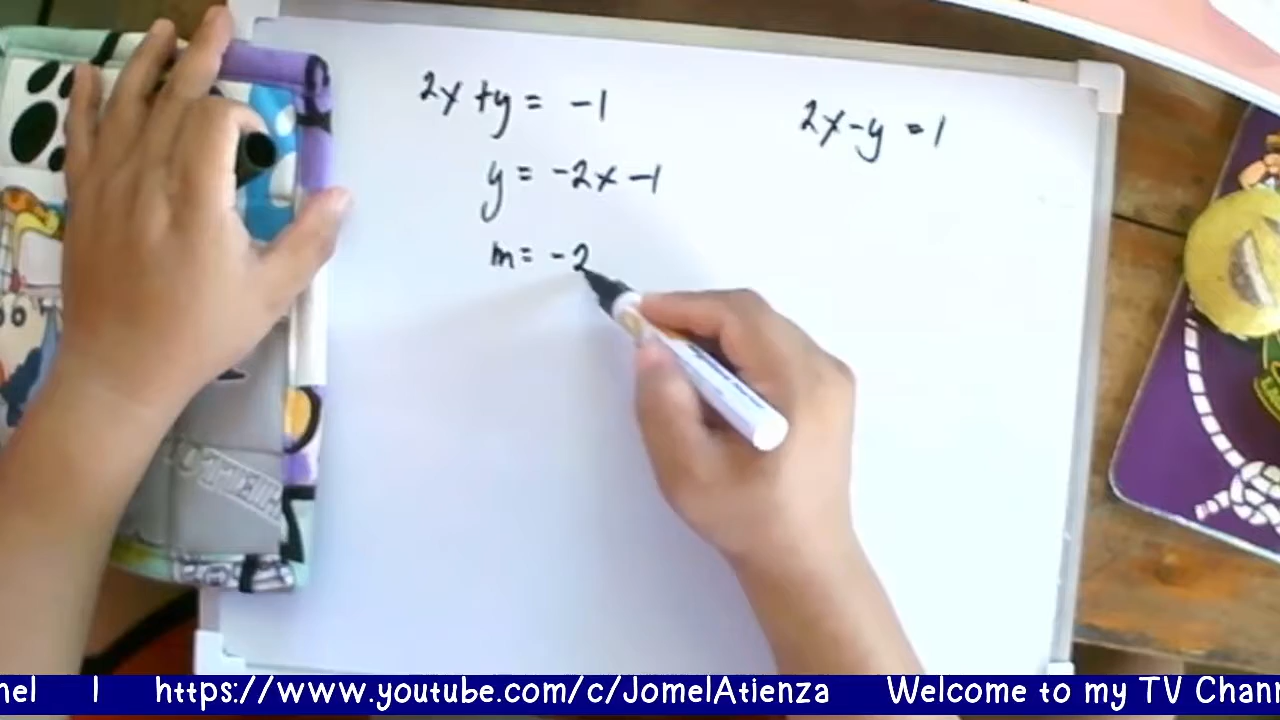 2x + y = -1
2x - y = 1
y = -2x - 1
m = -2
nel | https://www.youtube.com/c/JomelAtienza Welcome to my TV Chann